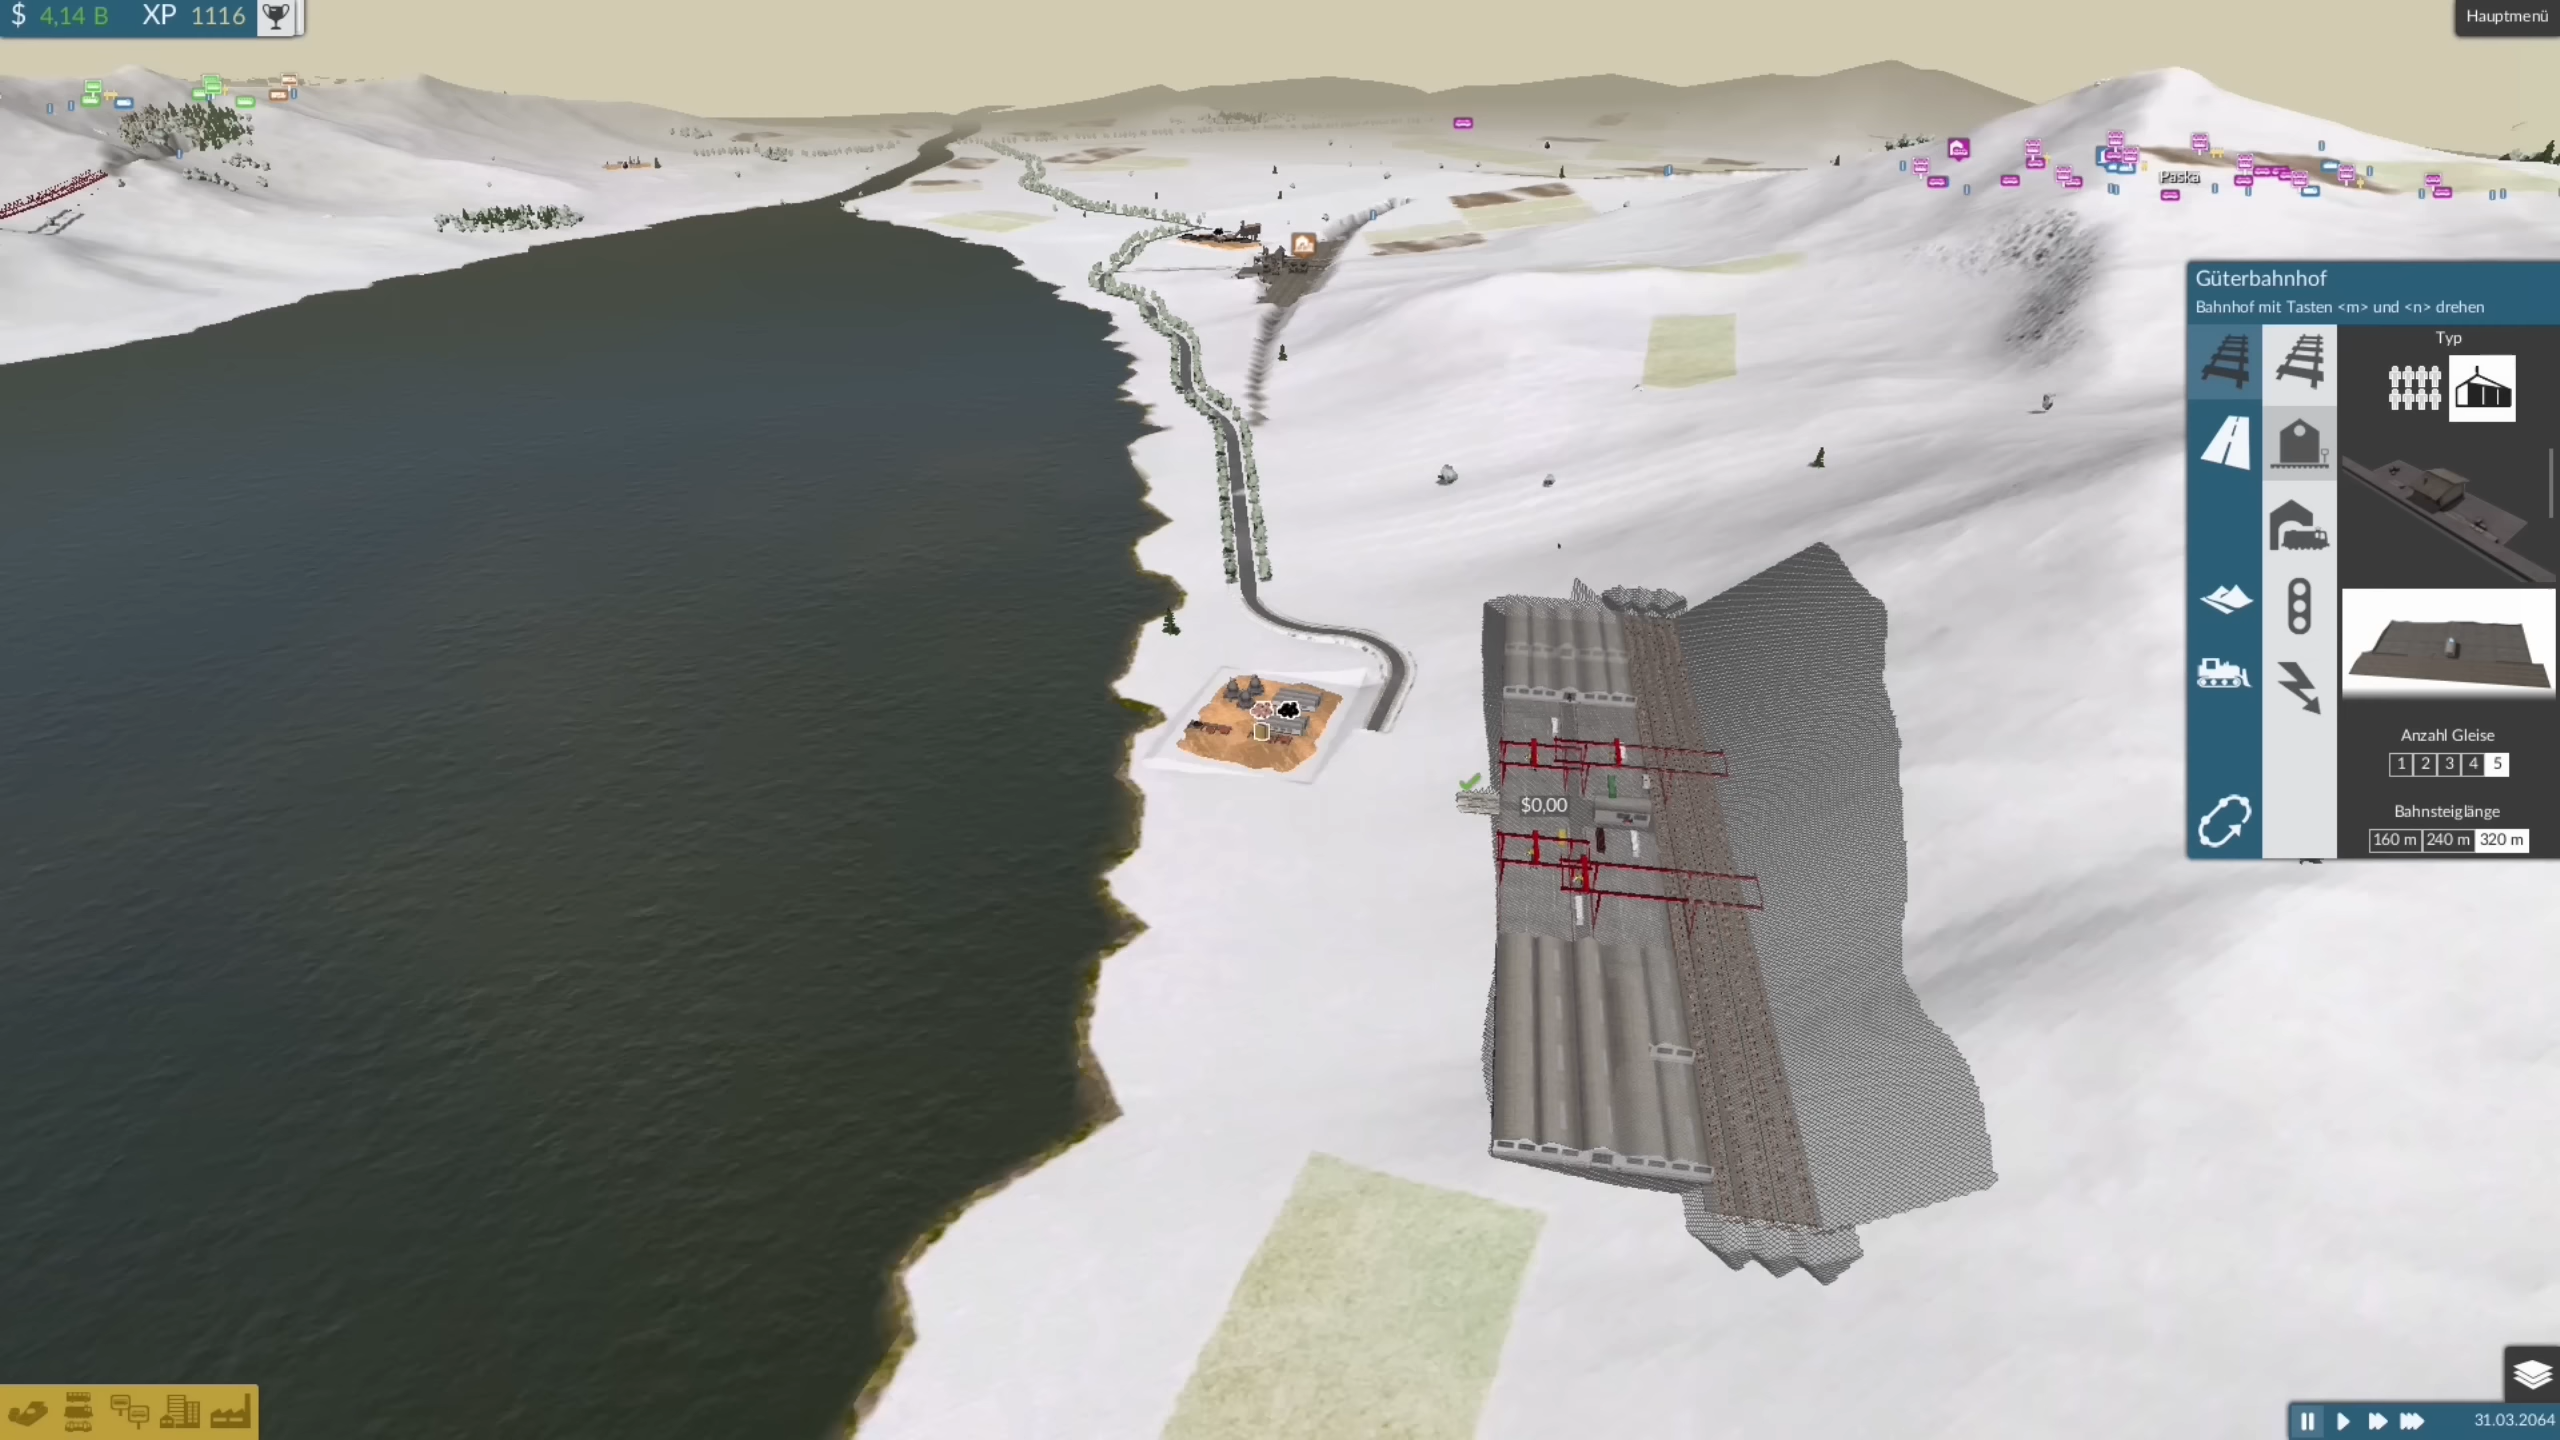 $ 4,14 B XP 1116
Hauptmenü
Paska
Güterbahnhof
Bahnhof mit Tasten <m> und <n> drehen
Typ
Anzahl Gleise
1 2 3 4 5
$0,00
Bahnsteiglänge
160 m 240 m 320 m
31.03.2064